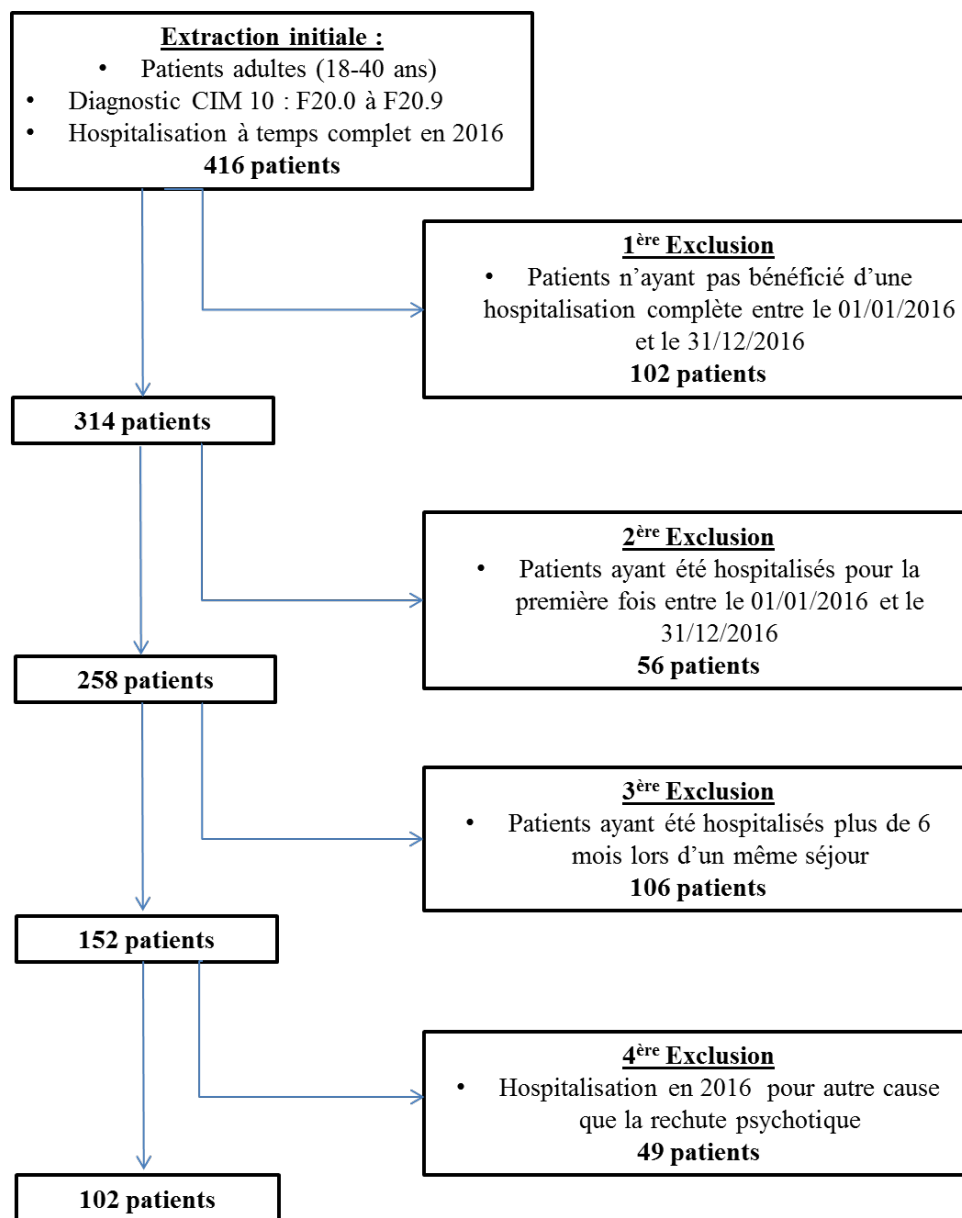 Extraction initiale :
• Patients adultes (18-40 ans)
• Diagnostic CIM 10 : F20.0 à F20.9
• Hospitalisation à temps complet en 2016
416 patients
1ère Exclusion
• Patients n’ayant pas bénéficié d’une
hospitalisation complète entre le 01/01/2016
et le 31/12/2016
102 patients
314 patients
2ère Exclusion
• Patients ayant été hospitalisés pour la
première fois entre le 01/01/2016 et le
31/12/2016
56 patients
258 patients
3ère Exclusion
• Patients ayant été hospitalisés plus de 6
mois lors d’un même séjour
106 patients
152 patients
4ère Exclusion
• Hospitalisation en 2016 pour autre cause
que la rechute psychotique
49 patients
102 patients